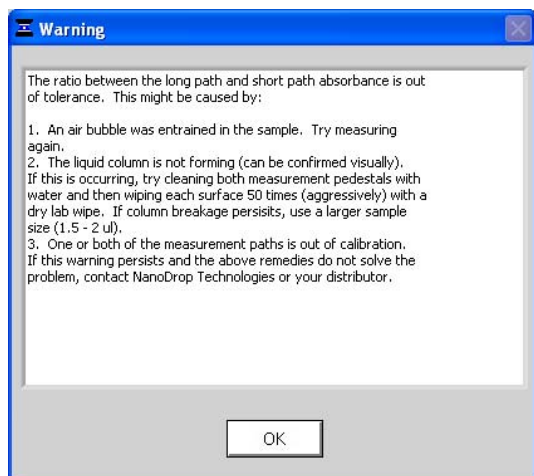 Warning
The ratio between the long path and short path absorbance is out
of tolerance. This might be caused by:
1. An air bubble was entrained in the sample. Try measuring
again.
2. The liquid column is not forming (can be confirmed visually).
If this is occurring, try cleaning both measurement pedestals with
water and then wiping each surface 50 times (aggressively) with a
dry lab wipe. If column breakage persisits, use a larger sample
size (1.5 - 2 ul).
3. One or both of the measurement paths is out of calibration.
If this warning persists and the above remedies do not solve the
problem, contact NanoDrop Technologies or your distributor.
OK